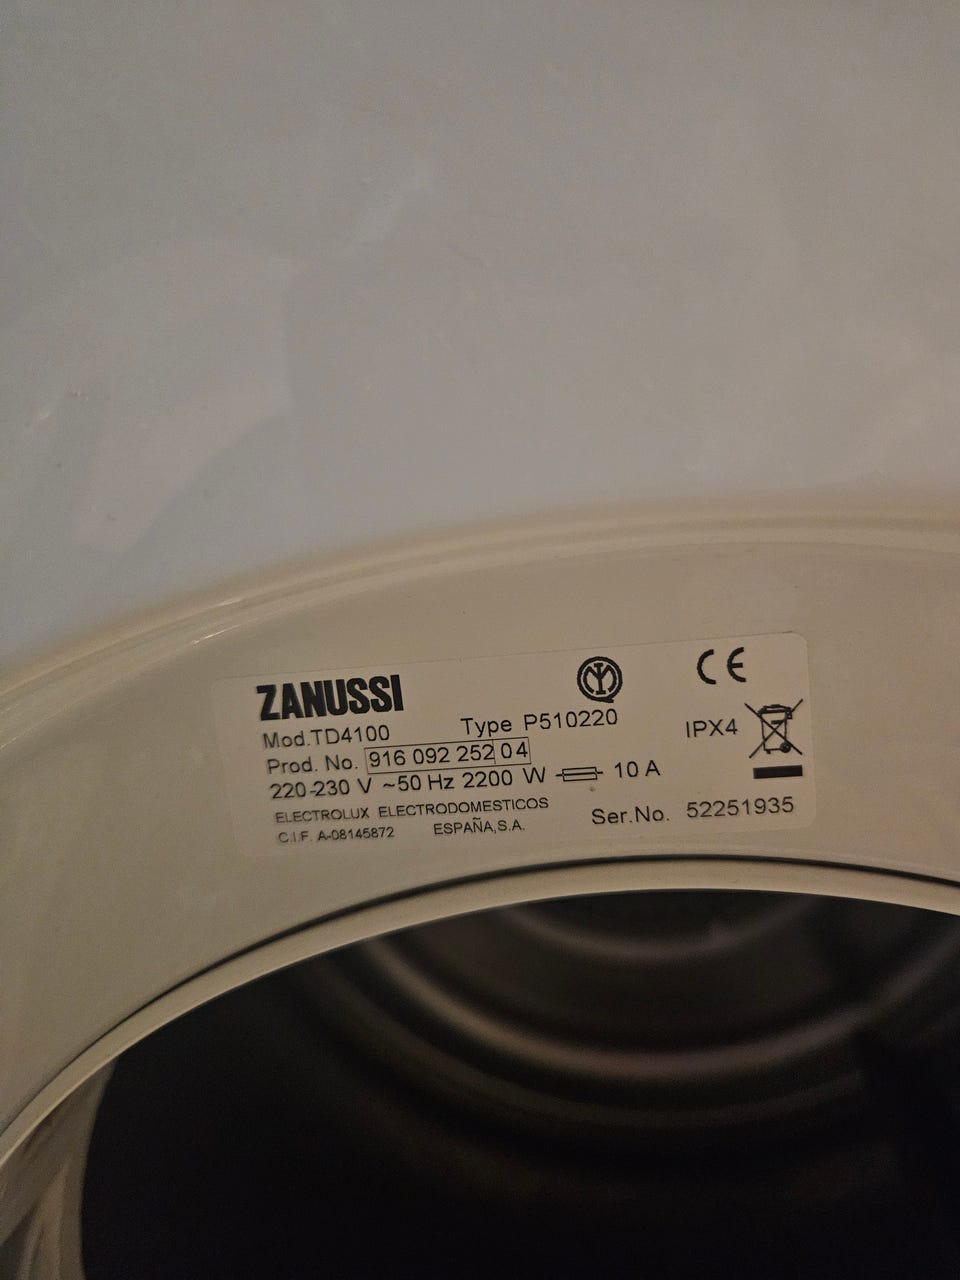 ZANUSSI
CE
Mod.TD4100 Type P510220 IPX4
Prod. No. 916 092 252 04
220-230 V ~50 Hz 2200 W 10 A
ELECTROLUX ELECTRODOMESTICOS
C.I.F. A-08145872 ESPAÑA,S.A. Ser.No. 52251935